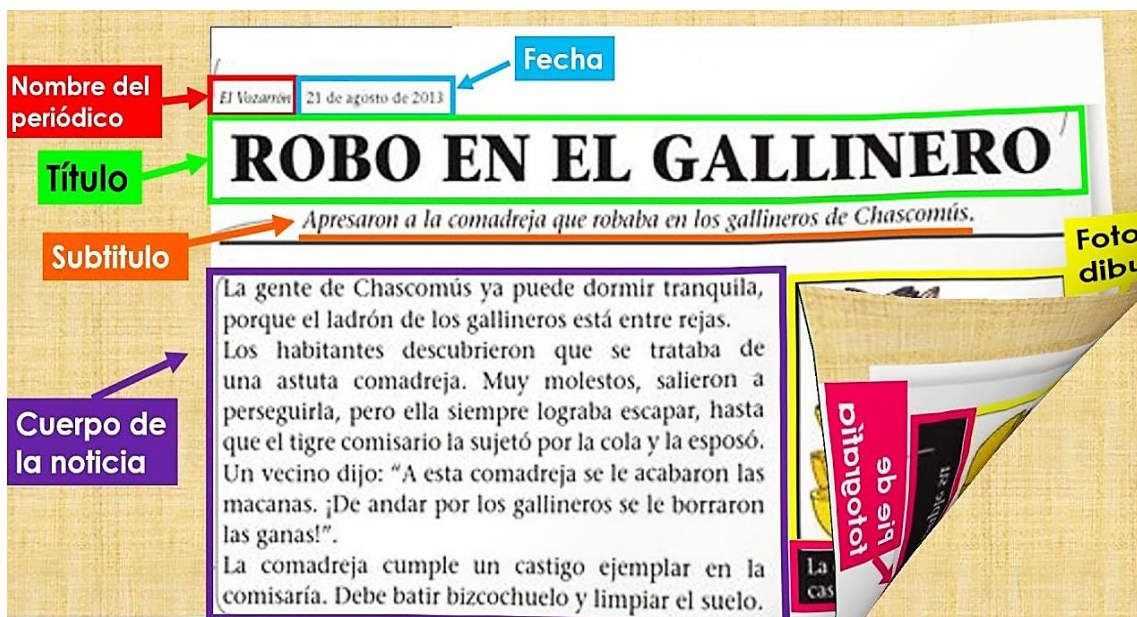 Fecha
Nombre del
periódico
El Vozarrón
21 de agosto de 2013
Título
ROBO EN EL GALLINERO
Subtitulo
Apresaron a la comadreja que robaba en los gallineros de Chascomús.
Foto
dibu
Cuerpo de
la noticia
La gente de Chascomús ya puede dormir tranquila,
porque el ladrón de los gallineros está entre rejas.
Los habitantes descubrieron que se trataba de
una astuta comadreja. Muy molestos, salieron a
perseguirla, pero ella siempre lograba escapar, hasta
que el tigre comisario la sujetó por la cola y la esposó.
Un vecino dijo: “A esta comadreja se le acabaron las
macanas. ¡De andar por los gallineros se le borraron
las ganas!”.
La comadreja cumple un castigo ejemplar en la
comisaría. Debe batir bizcochuelo y limpiar el suelo.
Pie de
fotografía
La
cas